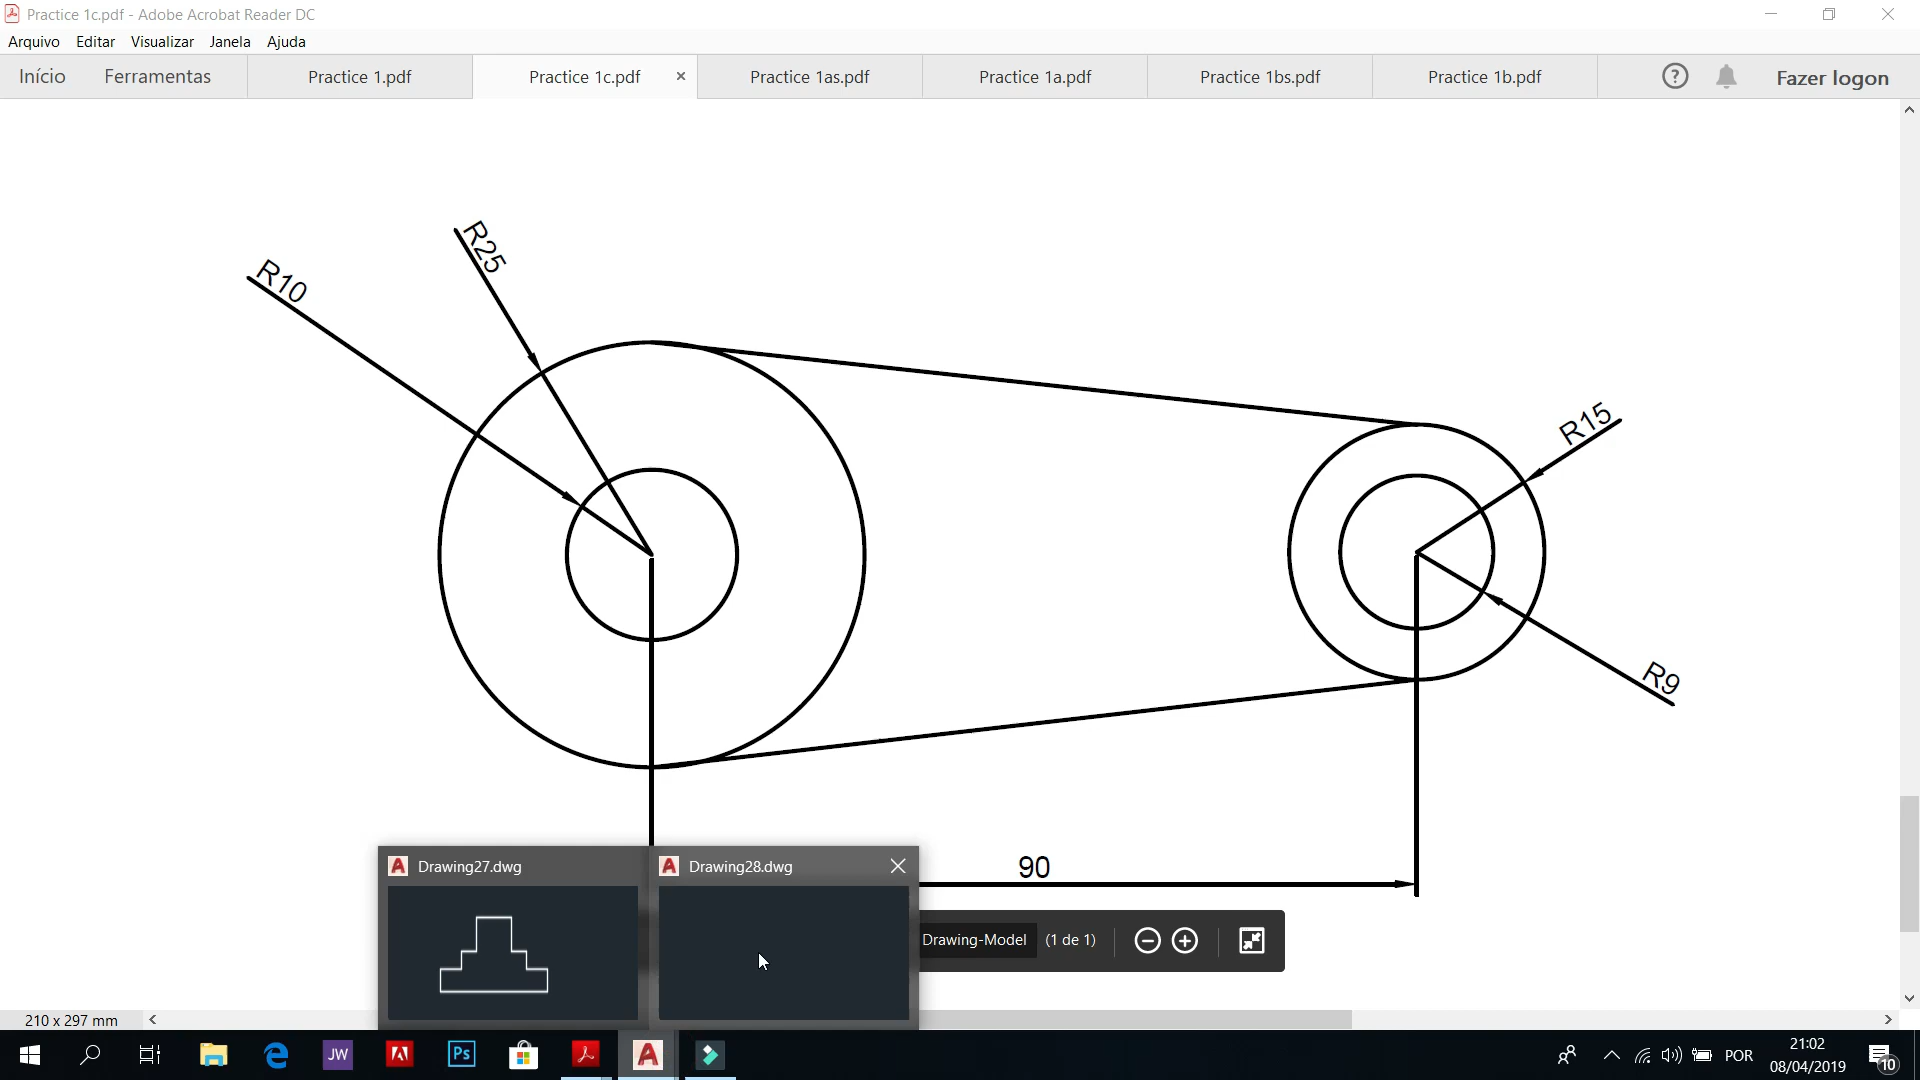 Practice 1c.pdf - Adobe Acrobat Reader DC
Arquivo Editar Visualizar Janela Ajuda
Início Ferramentas Practice 1.pdf Practice 1c.pdf × Practice 1as.pdf Practice 1a.pdf Practice 1bs.pdf Practice 1b.pdf ? Fazer logon
R25
R10
R15
R9
90
Drawing27.dwg Drawing28.dwg
Drawing-Model (1 de 1)
210 x 297 mm
JW Ps POR 21:02
08/04/2019 10